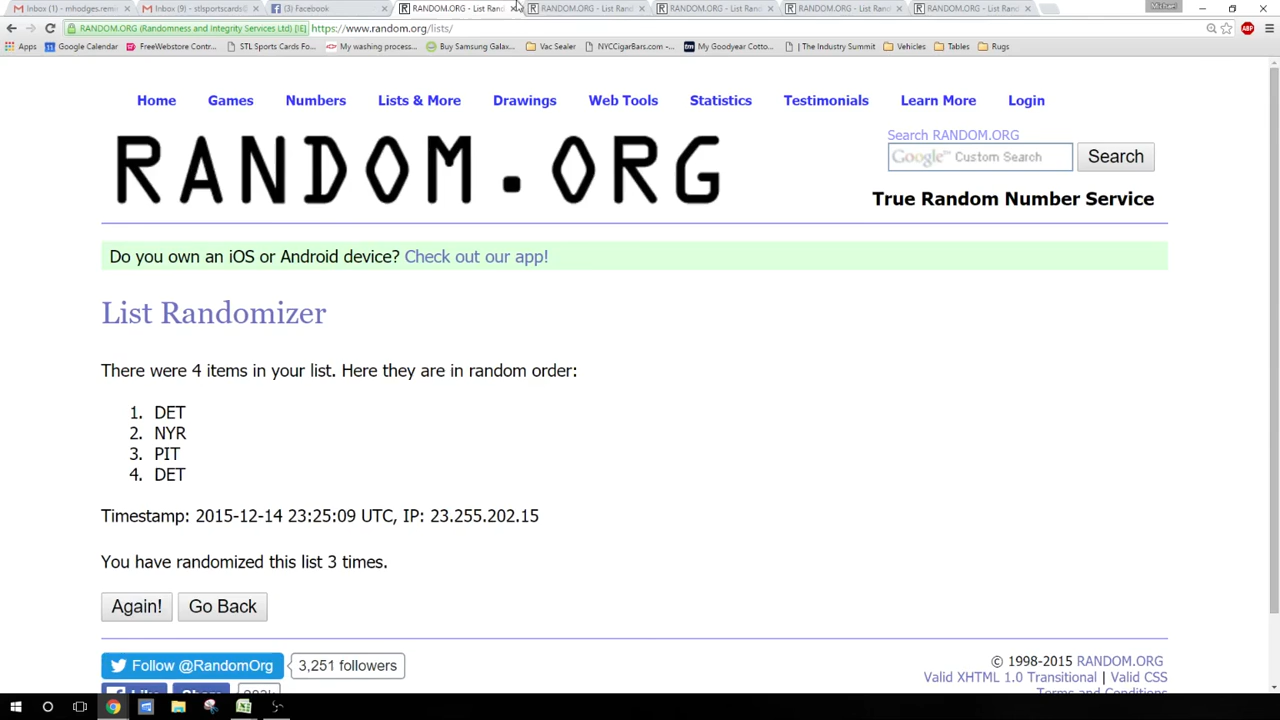 Inbox (1) - mhodges.remi
Inbox (9) - stlsportscards@
(3) Facebook
RANDOM.ORG - List Rand
RANDOM.ORG - List Rand
RANDOM.ORG - List Rand
RANDOM.ORG - List Rand
RANDOM.ORG - List Rand
Michael
RANDOM.ORG (Randomness and Integrity Services Ltd) [IE] https://www.random.org/lists/
Apps Google Calendar FreeWebstore Contr... STL Sports Cards Fo... My washing process... Buy Samsung Galax... Vac Sealer NYCCigarBars.com -... My Goodyear Cotto... | The Industry Summit Vehicles Tables Rugs
Home Games Numbers Lists & More Drawings Web Tools Statistics Testimonials Learn More Login
RANDOM.ORG
Search RANDOM.ORG
Google™ Custom Search Search
True Random Number Service
Do you own an iOS or Android device? Check out our app!
List Randomizer
There were 4 items in your list. Here they are in random order:
1. DET
2. NYR
3. PIT
4. DET
Timestamp: 2015-12-14 23:25:09 UTC, IP: 23.255.202.15
You have randomized this list 3 times.
Again! Go Back
Follow @RandomOrg 3,251 followers
© 1998-2015 RANDOM.ORG
Valid XHTML 1.0 Transitional | Valid CSS
Terms and Conditions
Like Share